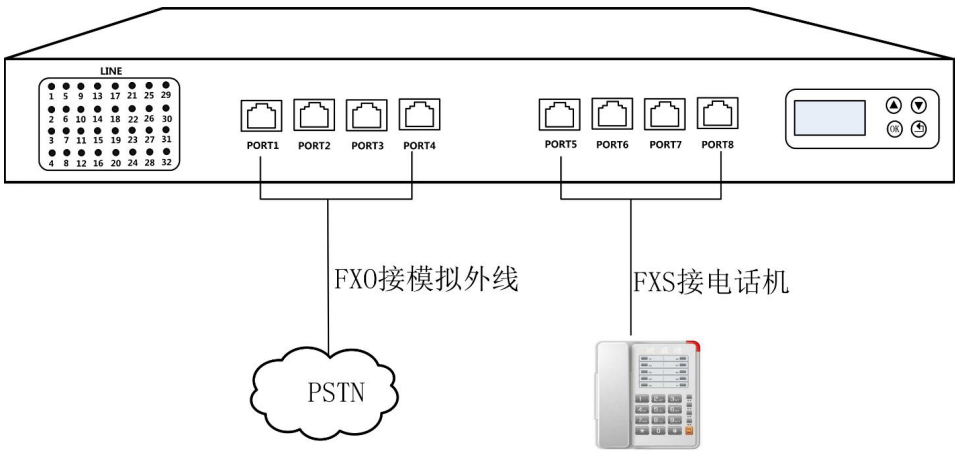 LINE
1 5 9 13 17 21 25 29
2 6 10 14 18 22 26 30
3 7 11 15 19 23 27 31
4 8 12 16 20 24 28 32
PORT1 PORT2 PORT3 PORT4 PORT5 PORT6 PORT7 PORT8
OK
FXO接模拟外线
FXS接电话机
PSTN